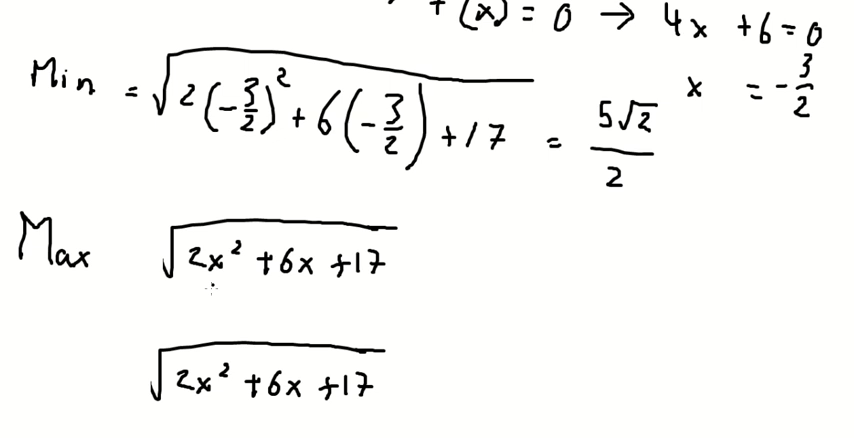 f(x) = 0 → 4x + 6 = 0
x = -3/2
Min = √(2(-3/2)² + 6(-3/2) + 17) = 5√2/2
Max √(2x² + 6x + 17)
√(2x² + 6x + 17)